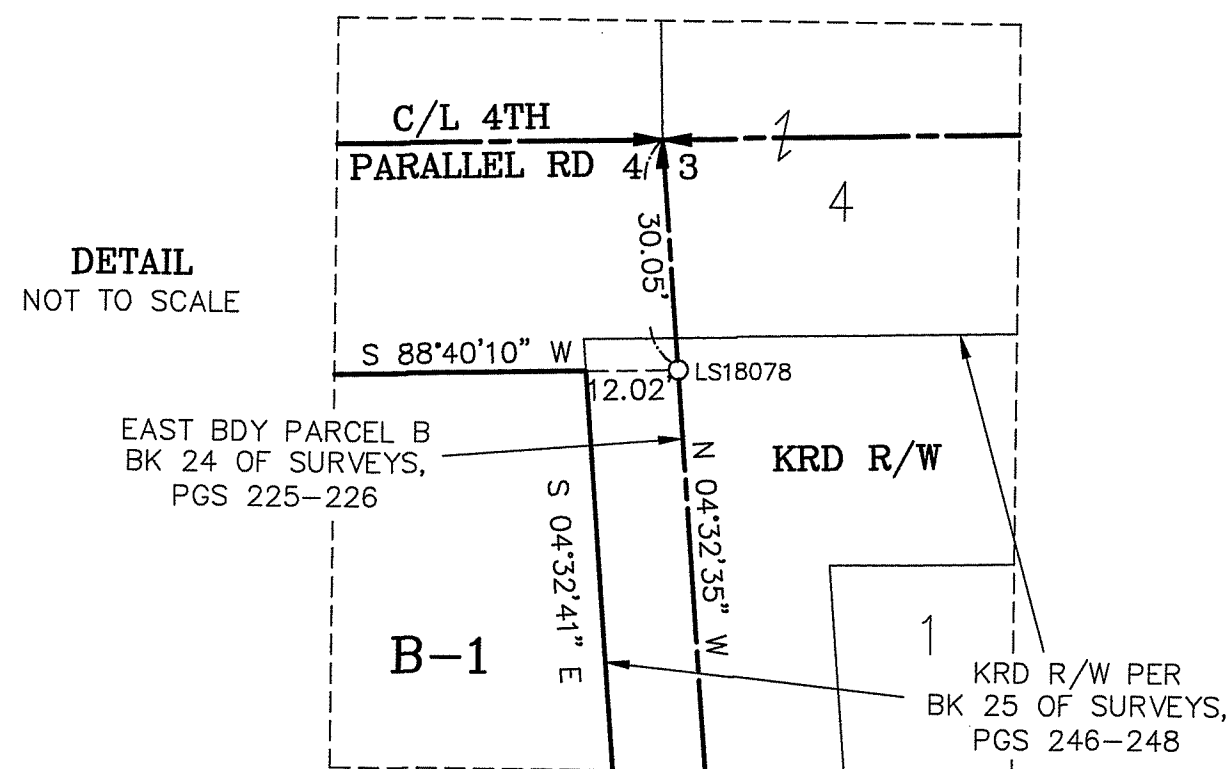 C/L 4TH
PARALLEL RD 4 3
4
30.05'
DETAIL
NOT TO SCALE
S 88°40'10" W
12.02'
LS18078
EAST BDY PARCEL B
BK 24 OF SURVEYS,
PGS 225-226
KRD R/W
S 04°32'41" E
N 04°32'35" W
B-1
1
KRD R/W PER
BK 25 OF SURVEYS,
PGS 246-248